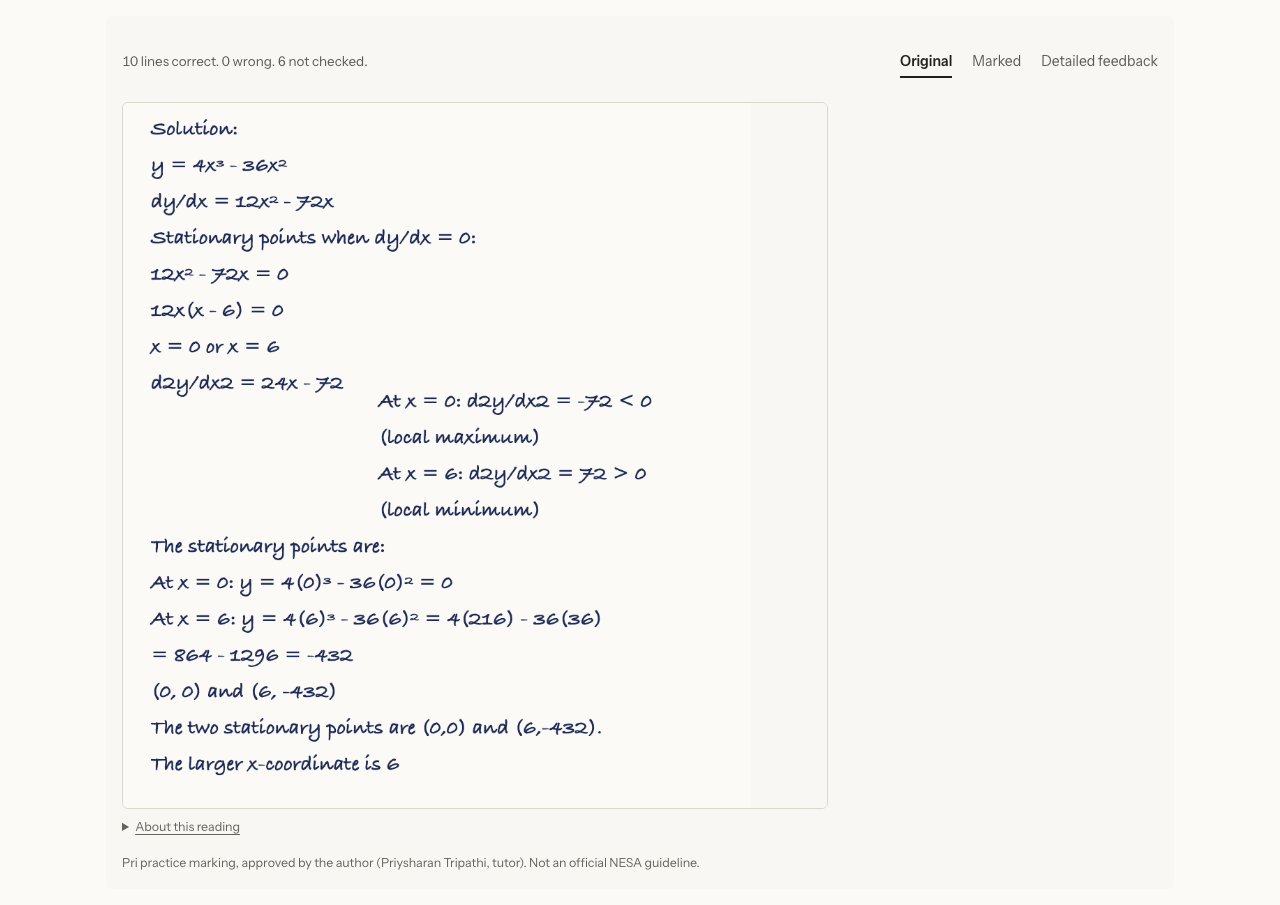 10 lines correct. 0 wrong. 6 not checked.
Original Marked Detailed feedback
Solution:
y = 4x³ - 36x²
dy/dx = 12x² - 72x
Stationary points when dy/dx = 0:
12x² - 72x = 0
12x(x - 6) = 0
x = 0 or x = 6
d2y/dx2 = 24x - 72
At x = 0: d2y/dx2 = -72 < 0
(local maximum)
At x = 6: d2y/dx2 = 72 > 0
(local minimum)
The stationary points are:
At x = 0: y = 4(0)³ - 36(0)² = 0
At x = 6: y = 4(6)³ - 36(6)² = 4(216) - 36(36)
= 864 - 1296 = -432
(0, 0) and (6, -432)
The two stationary points are (0,0) and (6,-432).
The larger x-coordinate is 6
About this reading
Pri practice marking, approved by the author (Priysharan Tripathi, tutor). Not an official NESA guideline.